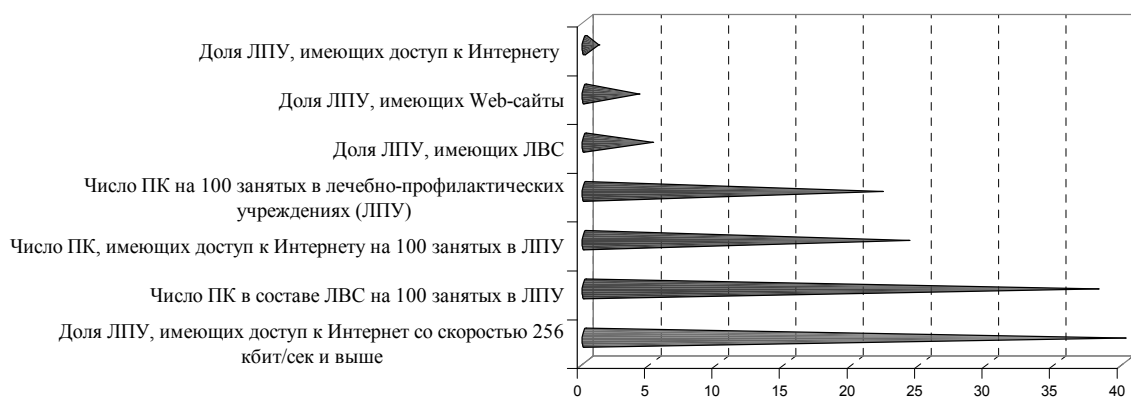 Доля ЛПУ, имеющих доступ к Интернету
Доля ЛПУ, имеющих Web-сайты
Доля ЛПУ, имеющих ЛВС
Число ПК на 100 занятых в лечебно-профилактических
учреждениях (ЛПУ)
Число ПК, имеющих доступ к Интернету на 100 занятых в ЛПУ
Число ПК в составе ЛВС на 100 занятых в ЛПУ
Доля ЛПУ, имеющих доступ к Интернет со скоростью 256
кбит/сек и выше
0 5 10 15 20 25 30 35 40